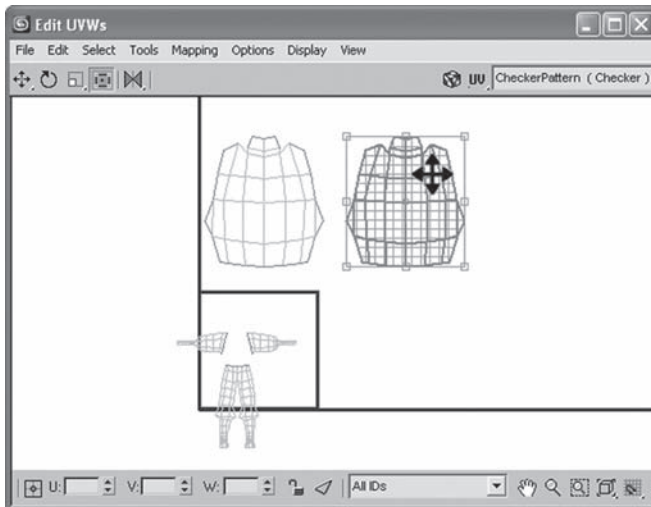 Edit UVWs
File Edit Select Tools Mapping Options Display View
UV CheckerPattern ( Checker )
U: V: W: All IDs